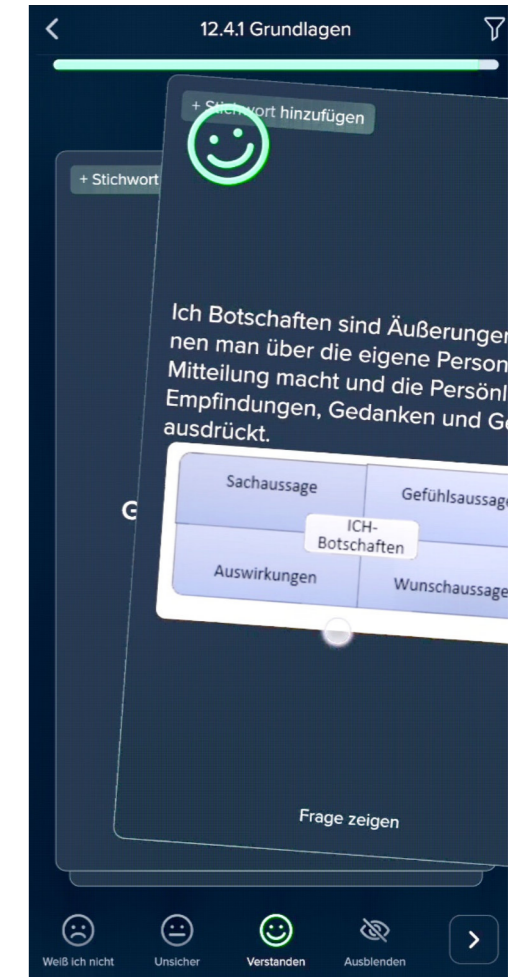 12.4.1 Grundlagen
+ Stichwort hinzufügen
+ Stichwort
Ich Botschaften sind Äußerungen
nen man über die eigene Person
Mitteilung macht und die Persönl
Empfindungen, Gedanken und Ge
ausdrückt.
Sachaussage
Gefühlsaussage
ICH-
Botschaften
Auswirkungen
Wunschaussage
G
Frage zeigen
Weiß ich nicht
Unsicher
Verstanden
Ausblenden